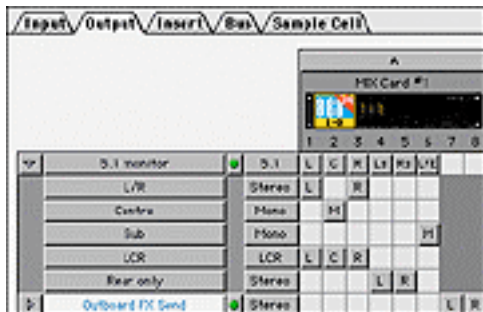 Input Output Insert Bus Sample Cell
A
MIX Card #1
1 2 3 4 5 6 7 8
5.1 monitor 5.1 L C R Ls Rs LFE
L/R Stereo L R
Centre Mono M
Sub Mono M
LCR LCR L C R
Rear only Stereo L R
Outboard FX Send Stereo L R